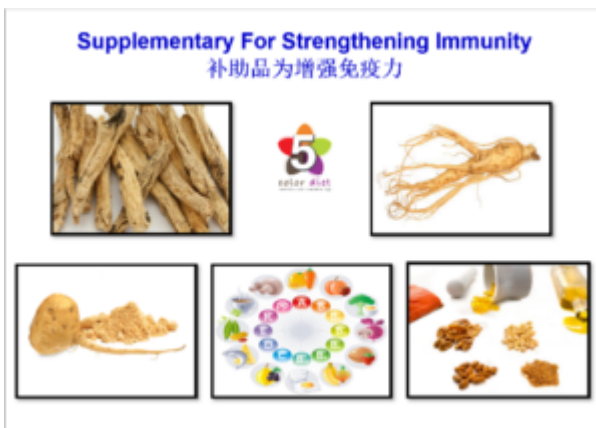 Supplementary For Strengthening Immunity
补助品为增强免疫力
5
color diet